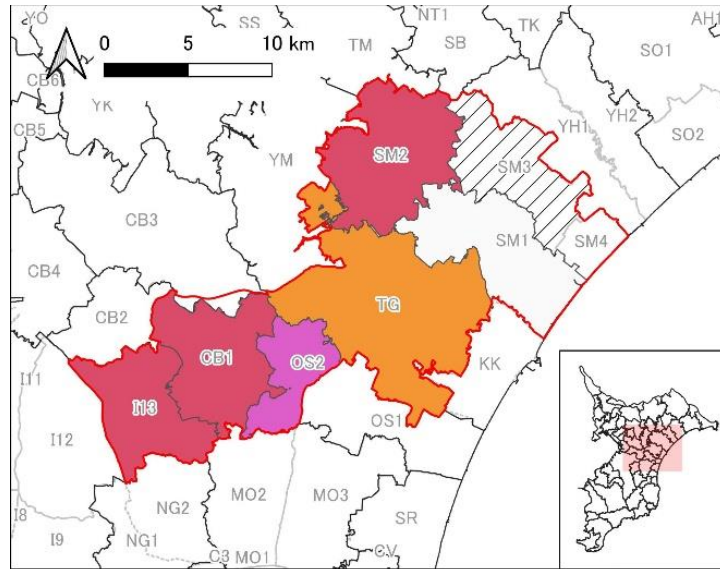 YO
SS
NT1
TK
AH1
0 5 10 km
TM
SB
SO1
CB6
YK
CB5
YH1
YH2
SO2
YM
SM2
SM3
CB3
SM1
SM4
CB4
TG
CB2
CB1
OS2
KK
I11
I13
OS1
I12
NG2
MO2
MO3
SR
I8
I9
NG1
C3
MO1
CV